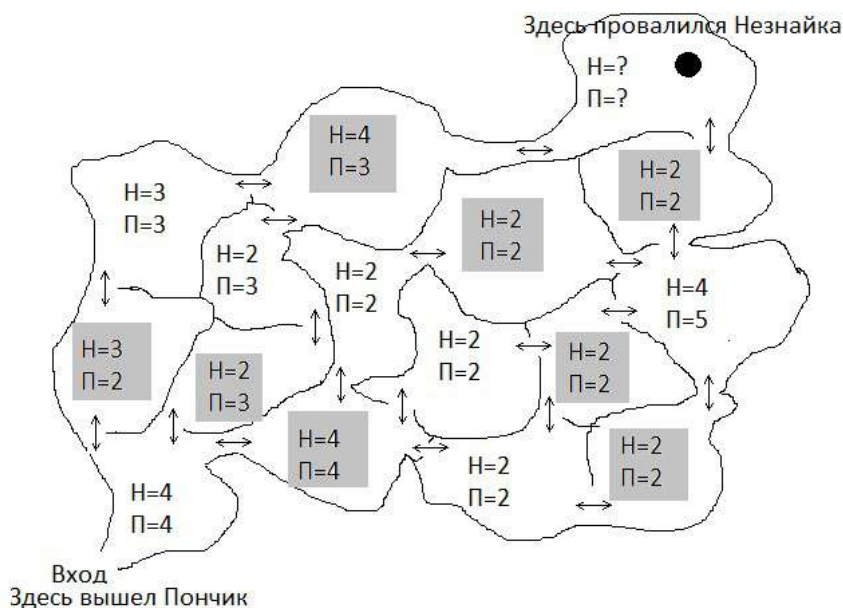 Здесь провалился Незнайка
Н=?
П=?
Н=4
П=3
Н=2
П=2
Н=3
П=3
Н=2
П=2
Н=2
П=3
Н=2
П=2
Н=4
П=5
Н=3
П=2
Н=2
П=2
Н=2
П=2
Н=2
П=3
Н=4
П=4
Н=2
П=2
Н=2
П=2
Н=4
П=4
Вход
Здесь вышел Пончик